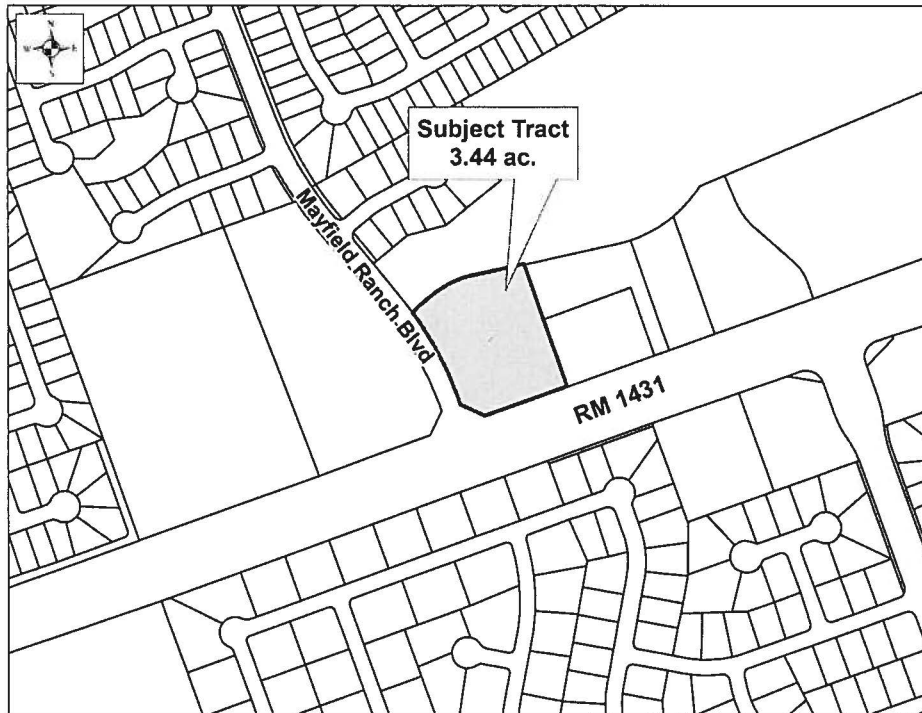 N
W E
S
Subject Tract
3.44 ac.
Mayfield Ranch Blvd
RM 1431